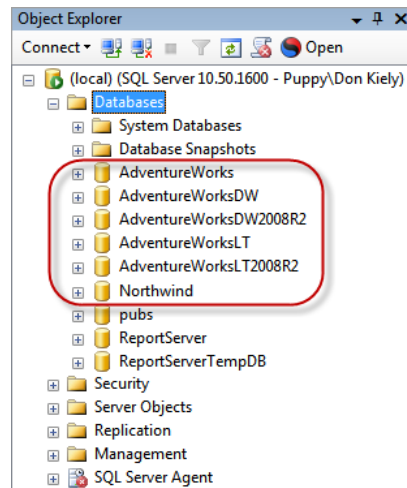 Object Explorer
Connect Open
(local) (SQL Server 10.50.1600 - Puppy\Don Kiely)
Databases
System Databases
Database Snapshots
AdventureWorks
AdventureWorksDW
AdventureWorksDW2008R2
AdventureWorksLT
AdventureWorksLT2008R2
Northwind
pubs
ReportServer
ReportServerTempDB
Security
Server Objects
Replication
Management
SQL Server Agent